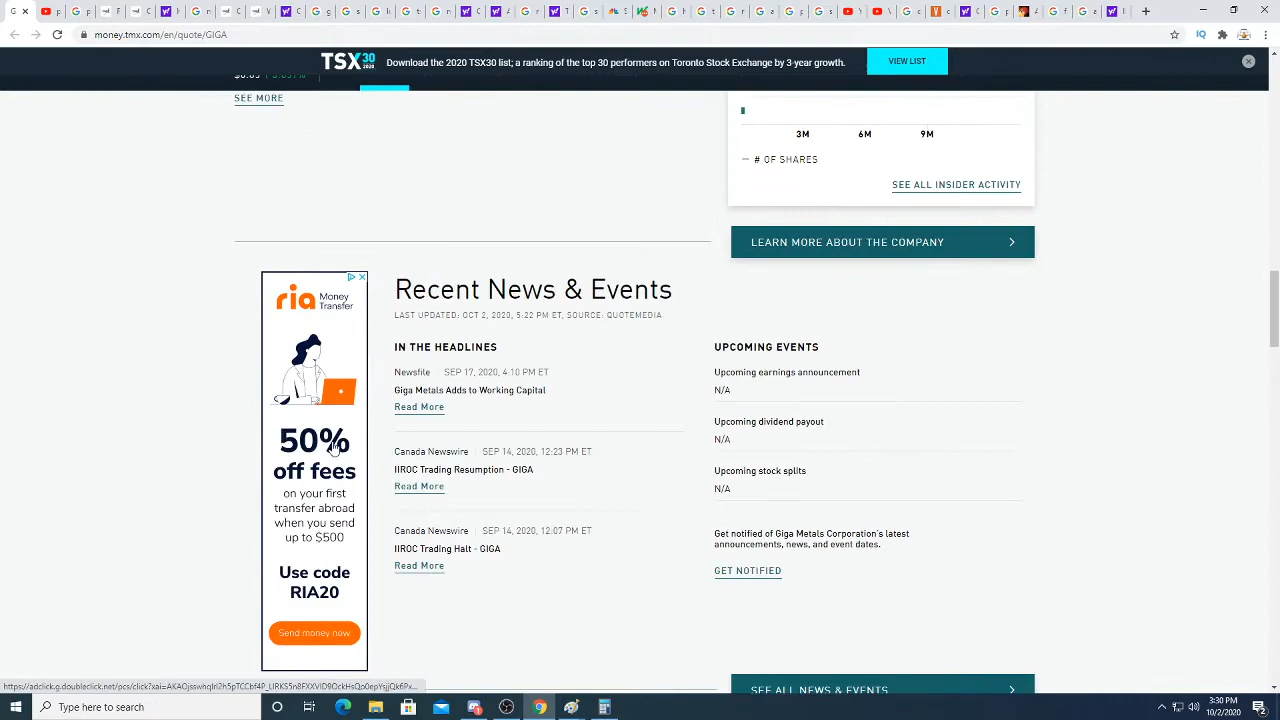 money.tmx.com/en/quote/GIGA
TSX30 2020
Download the 2020 TSX30 list; a ranking of the top 30 performers on Toronto Stock Exchange by 3-year growth.
VIEW LIST
SEE MORE
3M 6M 9M
# OF SHARES
SEE ALL INSIDER ACTIVITY
LEARN MORE ABOUT THE COMPANY
ria Money Transfer
50%
off fees
on your first
transfer abroad
when you send
up to $500
Use code
RIA20
Send money now
Recent News & Events
LAST UPDATED: OCT 2, 2020, 5:22 PM ET, SOURCE: QUOTEMEDIA
IN THE HEADLINES
Newsfile SEP 17, 2020, 4:10 PM ET
Giga Metals Adds to Working Capital
Read More
Canada Newswire SEP 14, 2020, 12:23 PM ET
IIROC Trading Resumption - GIGA
Read More
Canada Newswire SEP 14, 2020, 12:07 PM ET
IIROC Trading Halt - GIGA
Read More
UPCOMING EVENTS
Upcoming earnings announcement
N/A
Upcoming dividend payout
N/A
Upcoming stock splits
N/A
Get notified of Giga Metals Corporation's latest
announcements, news, and event dates.
GET NOTIFIED
SEE ALL NEWS & EVENTS
Type here to search
3:30 PM
10/2/2020